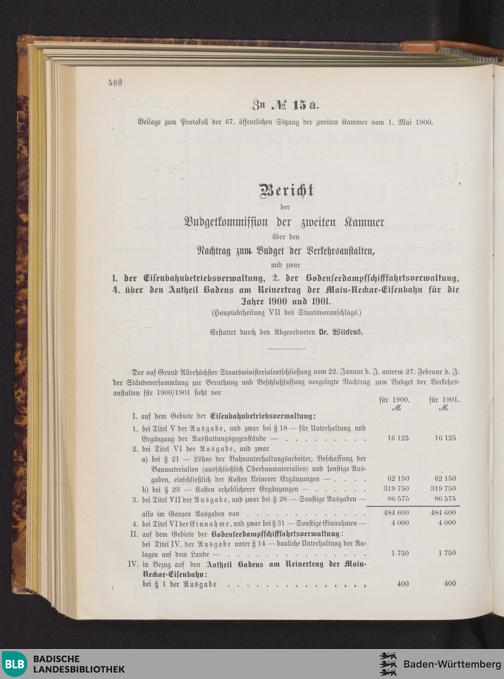 580
Zu № 15a.
Beilage zum Protokoll der 67. öffentlichen Sitzung der zweiten Kammer vom 1. Mai 1900.
Bericht
der
Budgetkommission der zweiten Kammer
über den
Nachtrag zum Budget der Verkehrsanstalten,
und zwar
1. der Eisenbahnbetriebsverwaltung, 2. der Bodenseedampfschifffahrtsverwaltung,
4. über den Antheil Badens am Reinertrag der Main-Neckar-Eisenbahn für die
Jahre 1900 und 1901.
(Hauptabtheilung VII des Staatsvoranschlags.)
Erstattet durch den Abgeordneten Dr. Wilckens.
Der auf Grund Allerhöchster Staatsministerialentschließung vom 22. Januar d. J. unterm 27. Februar d. J.
der Ständeversammlung zur Berathung und Beschlußfassung vorgelegte Nachtrag zum Budget der Verkehrs-
anstalten für 1900/1901 sieht vor
für 1900. für 1901.
ℳ. ℳ.
I. auf dem Gebiete der Eisenbahnbetriebsverwaltung:
1. bei Titel V der Ausgabe, und zwar bei § 18 — für Unterhaltung und
Ergänzung der Ausstattungsgegenstände — . . . . . . . . . 16 125 16 125
2. bei Titel VI der Ausgabe, und zwar
a) bei § 21 — Löhne der Bahnunterhaltungsarbeiter, Beschaffung der
Baumaterialien (ausschließlich Oberbaumaterialien) und sonstige Aus-
gaben, einschließlich der Kosten kleinerer Ergänzungen — . . . . . 62 150 62 150
b) bei § 23 — Kosten erheblicherer Ergänzungen — . . . . . . 319 750 319 750
3. bei Titel VII der Ausgabe, und zwar bei § 26 — Sonstige Ausgaben — 86 575 86 575
also im Ganzen Ausgaben von . . . . . . . . . . . . . 484 600 484 600
4. bei Titel VI der Einnahme, und zwar bei § 31 — Sonstige Einnahmen — 4 000 4 000
II. auf dem Gebiete der Bodenseedampfschifffahrtsverwaltung:
bei Titel IV. der Ausgabe unter § 14 — bauliche Unterhaltung der An-
lagen auf dem Lande — . . . . . . . . . . . . . . . . 1 750 1 750
IV. in Bezug auf den Antheil Badens am Reinertrag der Main-
Neckar-Eisenbahn:
bei § 1 der Ausgabe . . . . . . . . . . . . . . . 400 400
BLB BADISCHE
LANDESBIBLIOTHEK
Baden-Württemberg